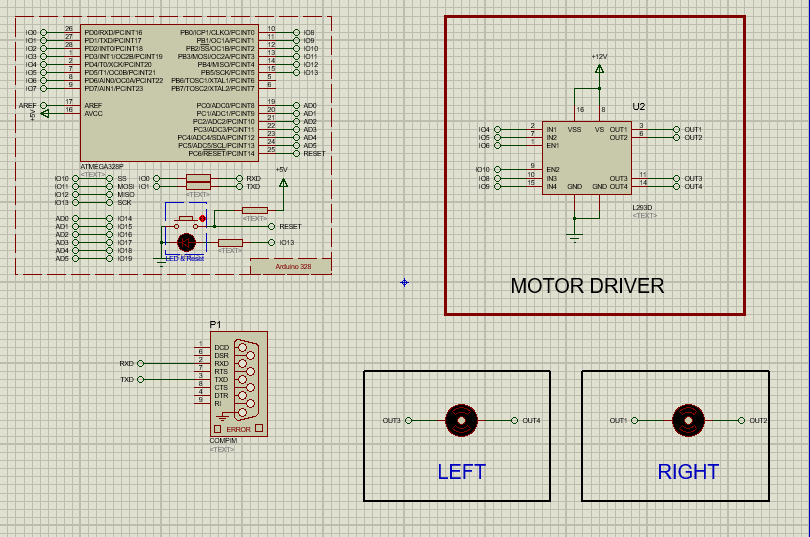 IO0 26 PD0/RXD/PCINT16 PB0/ICP1/CLKO/PCINT0 10 IO8
IO1 27 PD1/TXD/PCINT17 PB1/OC1A/PCINT1 11 IO9
IO2 28 PD2/INT0/PCINT18 PB2/SS/OC1B/PCINT2 12 IO10
IO3 1 PD3/INT1/OC2B/PCINT19 PB3/MOSI/OC2A/PCINT3 13 IO11
IO4 2 PD4/T0/XCK/PCINT20 PB4/MISO/PCINT4 14 IO12
IO5 7 PD5/T1/OC0B/PCINT21 PB5/SCK/PCINT5 15 IO13
IO6 8 PD6/AIN0/OC0A/PCINT22 PB6/TOSC1/XTAL1/PCINT6 5
IO7 9 PD7/AIN1/PCINT23 PB7/TOSC2/XTAL2/PCINT7 6
AREF 17 AREF PC0/ADC0/PCINT8 19 AD0
+5V 16 AVCC PC1/ADC1/PCINT9 20 AD1
PC2/ADC2/PCINT10 21 AD2
PC3/ADC3/PCINT11 22 AD3
PC4/ADC4/SDA/PCINT12 23 AD4
PC5/ADC5/SCL/PCINT13 24 AD5
PC6/RESET/PCINT14 25 RESET
ATMEGA328P
<TEXT>
IO10 SS
IO11 MOSI
IO12 MISO
IO13 SCK
IO0 RXD
IO1 TXD
<TEXT>
+5V
AD0 IO14
AD1 IO15
AD2 IO16
AD3 IO17
AD4 IO18
AD5 IO19
<TEXT>
RESET
IO13
<TEXT>
LED & Reset
Arduino 328
+12V
16 8
U2
IO4 2 IN1 VSS VS OUT1 3 OUT1
IO5 7 IN2 OUT2 6 OUT2
IO6 1 EN1
IO10 9 EN2
IO8 10 IN3 OUT3 11 OUT3
IO9 15 IN4 GND GND OUT4 14 OUT4
L293D
<TEXT>
MOTOR DRIVER
P1
1 DCD
6 DSR
RXD 2 RXD
7 RTS
TXD 3 TXD
8 CTS
4 DTR
9 RI
ERROR
COMPIM
<TEXT>
OUT3 OUT4
LEFT
OUT1 OUT2
RIGHT